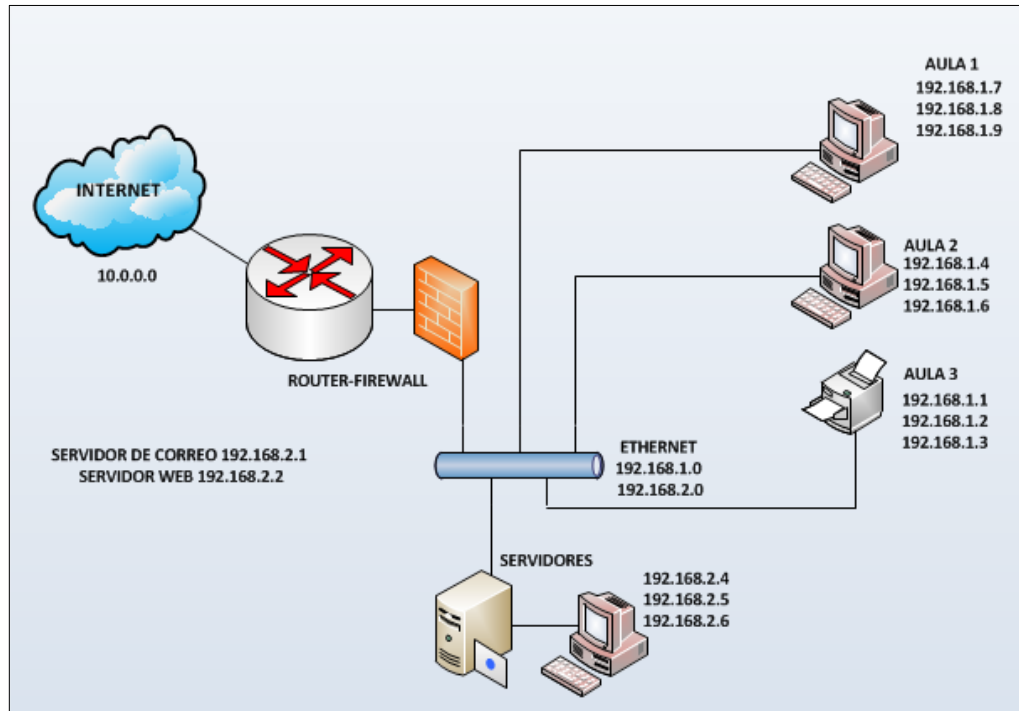 AULA 1
192.168.1.7
192.168.1.8
192.168.1.9
INTERNET
10.0.0.0
AULA 2
192.168.1.4
192.168.1.5
192.168.1.6
ROUTER-FIREWALL
AULA 3
192.168.1.1
192.168.1.2
192.168.1.3
SERVIDOR DE CORREO 192.168.2.1
SERVIDOR WEB 192.168.2.2
ETHERNET
192.168.1.0
192.168.2.0
SERVIDORES
192.168.2.4
192.168.2.5
192.168.2.6